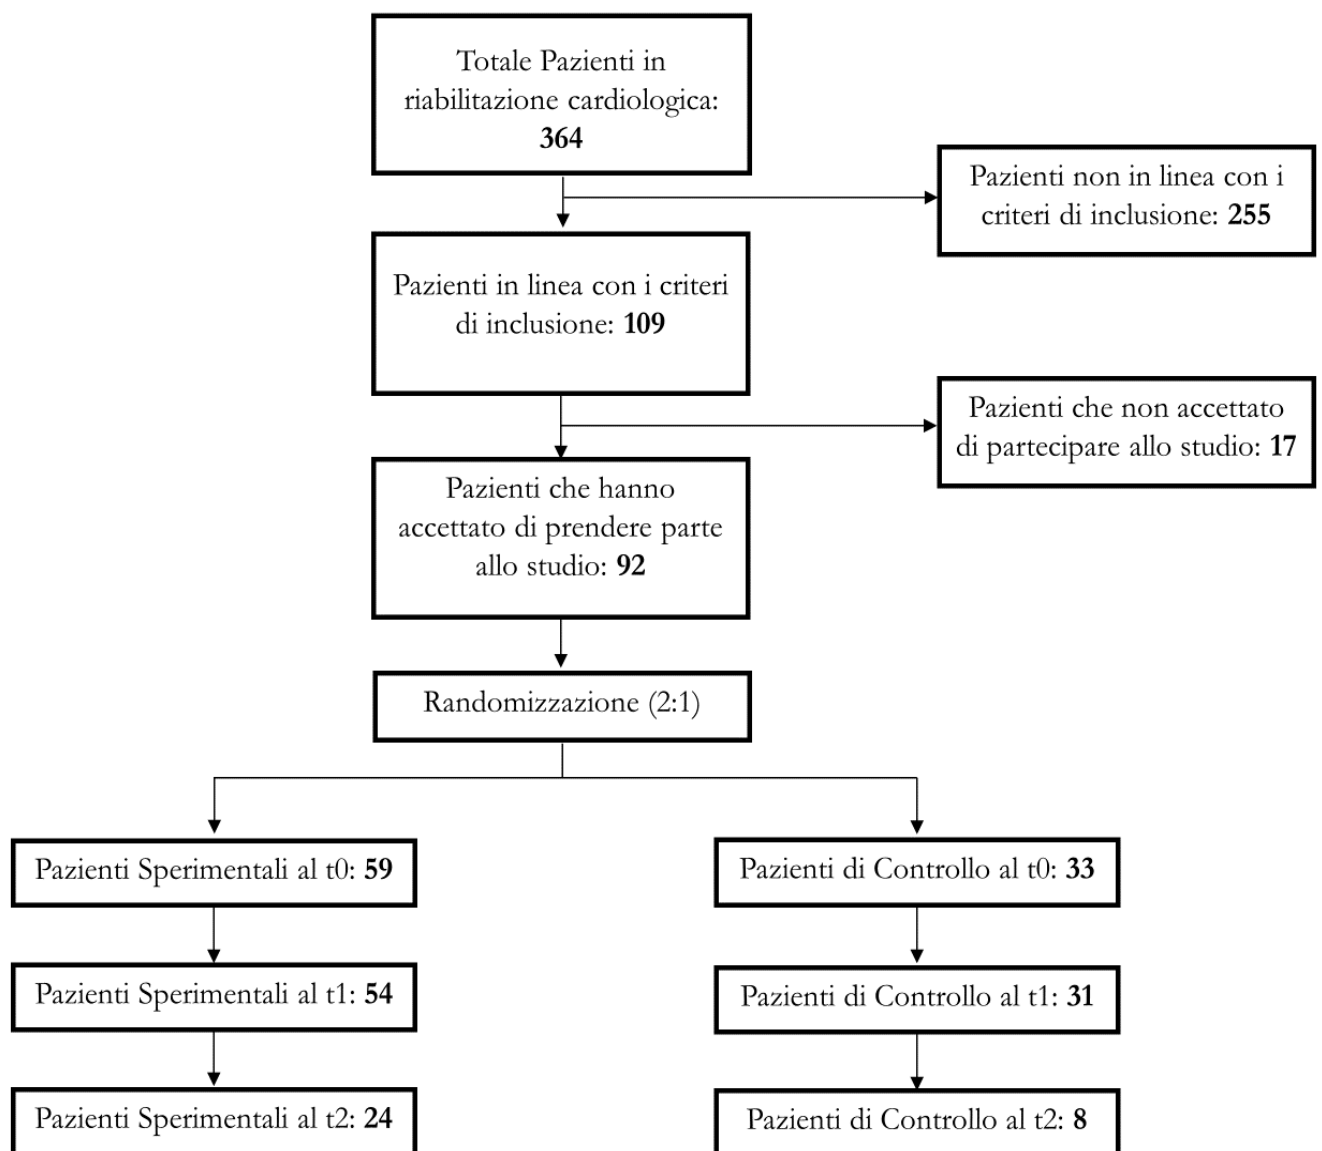 Totale Pazienti in
riabilitazione cardiologica:
364
Pazienti non in linea con i
criteri di inclusione: 255
Pazienti in linea con i criteri
di inclusione: 109
Pazienti che non accettato
di partecipare allo studio: 17
Pazienti che hanno
accettato di prendere parte
allo studio: 92
Randomizzazione (2:1)
Pazienti Sperimentali al t0: 59
Pazienti di Controllo al t0: 33
Pazienti Sperimentali al t1: 54
Pazienti di Controllo al t1: 31
Pazienti Sperimentali al t2: 24
Pazienti di Controllo al t2: 8